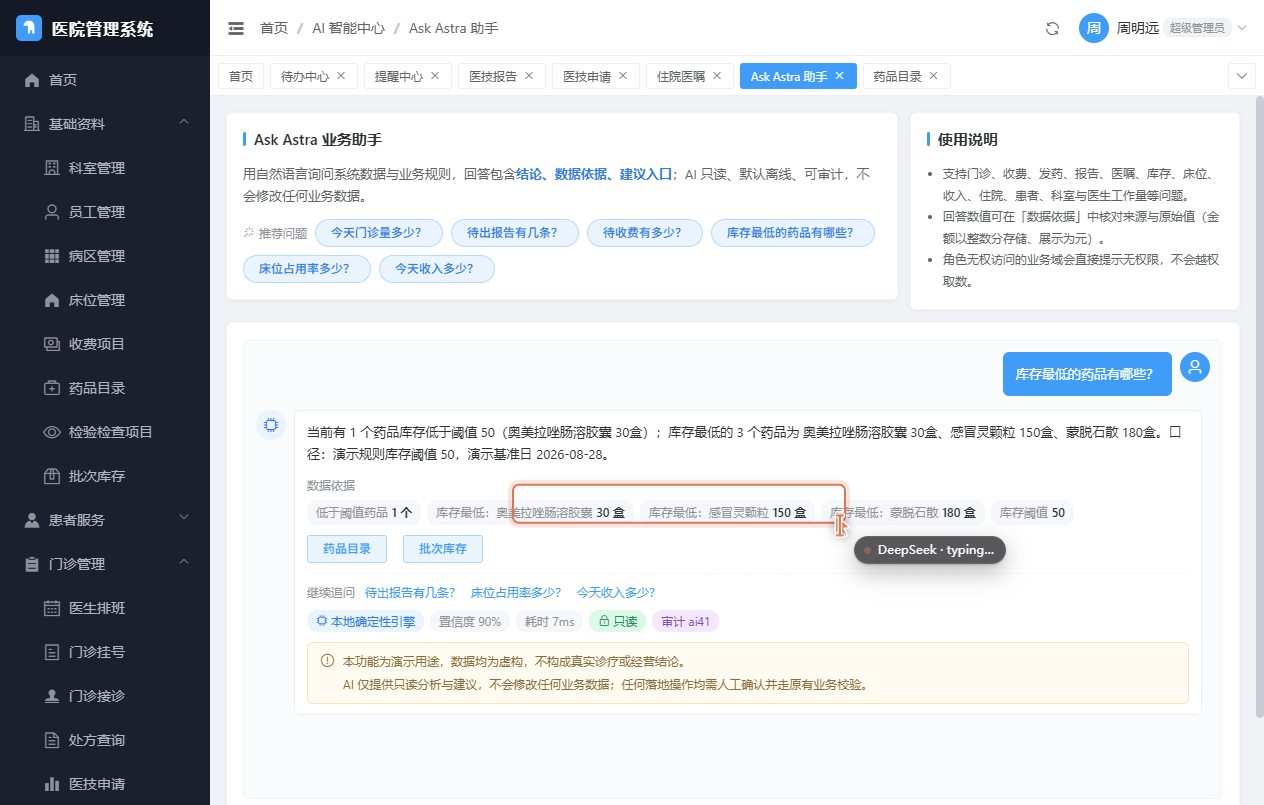 医院管理系统
首页 / AI 智能中心 / Ask Astra 助手
周 周明远 超级管理员
首页
待办中心
提醒中心
医技报告
医技申请
住院医嘱
Ask Astra 助手
药品目录
首页
基础资料
科室管理
员工管理
病区管理
床位管理
收费项目
药品目录
检验检查项目
批次库存
患者服务
门诊管理
医生排班
门诊挂号
门诊接诊
处方查询
医技申请
Ask Astra 业务助手
用自然语言询问系统数据与业务规则，回答包含结论、数据依据、建议入口；AI 只读、默认离线、可审计，不
会修改任何业务数据。
推荐问题 今天门诊量多少？ 待出报告有几条？ 待收费有多少？ 库存最低的药品有哪些？
床位占用率多少？ 今天收入多少？
使用说明
支持门诊、收费、发药、报告、医嘱、库存、床位、
收入、住院、患者、科室与医生工作量等问题。
回答数值可在「数据依据」中核对来源与原始值（金
额以整数分存储、展示为元）。
角色无权访问的业务域会直接提示无权限，不会越权
取数。
库存最低的药品有哪些？
当前有 1 个药品库存低于阈值 50（奥美拉唑肠溶胶囊 30盒）；库存最低的 3 个药品为 奥美拉唑肠溶胶囊 30盒、感冒灵颗粒 150盒、蒙脱石散 180盒。口
径：演示规则库存阈值 50，演示基准日 2026-08-28。
数据依据
低于阈值药品 1 个 库存最低：奥美拉唑肠溶胶囊 30 盒 库存最低：感冒灵颗粒 150 盒 库存最低：蒙脱石散 180 盒 库存阈值 50
药品目录 批次库存
DeepSeek · typing...
继续追问 待出报告有几条？ 床位占用率多少？ 今天收入多少？
本地确定性引擎 置信度 90% 耗时 7ms 只读 审计 ai41
本功能为演示用途，数据均为虚构，不构成真实诊疗或经营结论。
AI 仅提供只读分析与建议，不会修改任何业务数据；任何落地操作均需人工确认并走原有业务校验。